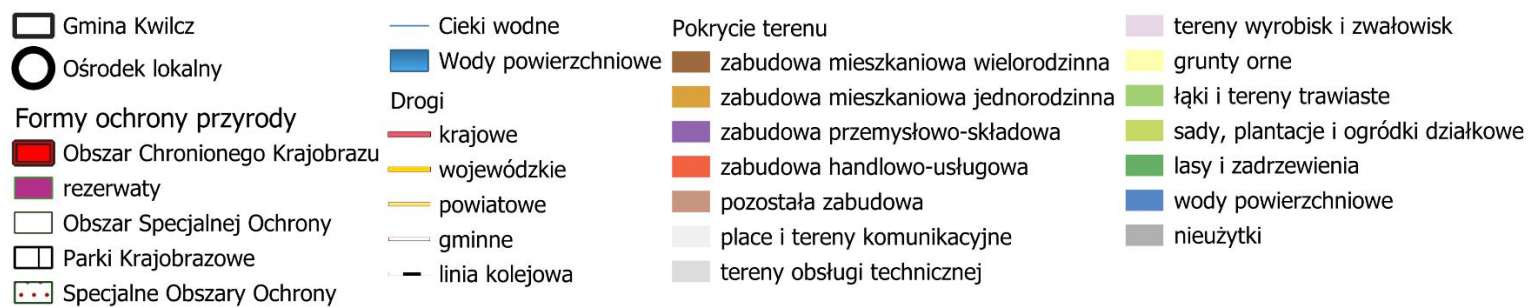 Gmina Kwilcz
Ośrodek lokalny
Formy ochrony przyrody
Obszar Chronionego Krajobrazu
rezerwaty
Obszar Specjalnej Ochrony
Parki Krajobrazowe
Specjalne Obszary Ochrony
Cieki wodne
Wody powierzchniowe
Drogi
krajowe
wojewódzkie
powiatowe
gminne
linia kolejowa
Pokrycie terenu
zabudowa mieszkaniowa wielorodzinna
zabudowa mieszkaniowa jednorodzinna
zabudowa przemysłowo-składowa
zabudowa handlowo-usługowa
pozostała zabudowa
place i tereny komunikacyjne
tereny obsługi technicznej
tereny wyrobisk i zwałowisk
grunty orne
łąki i tereny trawiaste
sady, plantacje i ogródki działkowe
lasy i zadrzewienia
wody powierzchniowe
nieużytki